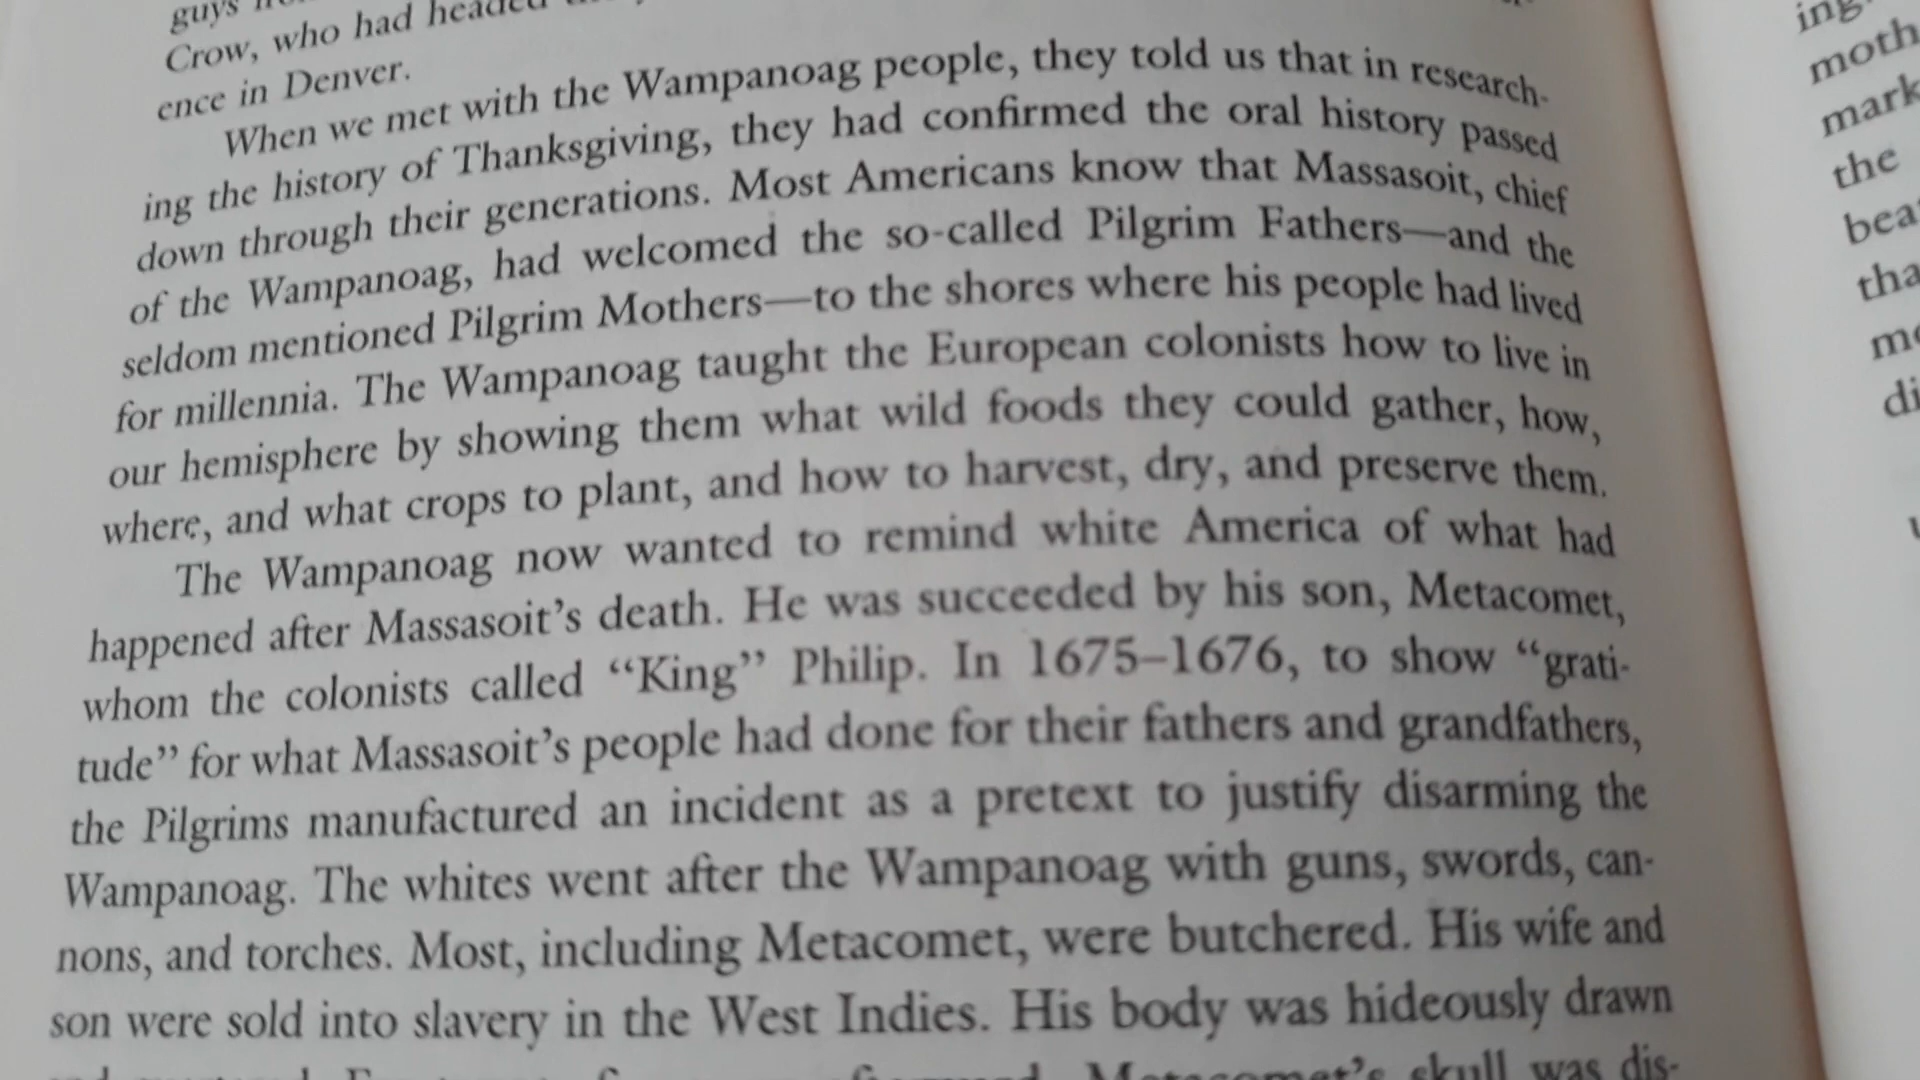 guys
Crow, who had headed
ence in Denver.
When we met with the Wampanoag people, they told us that in research-
ing the history of Thanksgiving, they had confirmed the oral history passed
down through their generations. Most Americans know that Massasoit, chief
of the Wampanoag, had welcomed the so-called Pilgrim Fathers—and the
seldom mentioned Pilgrim Mothers—to the shores where his people had lived
for millennia. The Wampanoag taught the European colonists how to live in
our hemisphere by showing them what wild foods they could gather, how,
where, and what crops to plant, and how to harvest, dry, and preserve them.
The Wampanoag now wanted to remind white America of what had
happened after Massasoit's death. He was succeeded by his son, Metacomet,
whom the colonists called “King” Philip. In 1675–1676, to show “grati-
tude” for what Massasoit's people had done for their fathers and grandfathers,
the Pilgrims manufactured an incident as a pretext to justify disarming the
Wampanoag. The whites went after the Wampanoag with guns, swords, can-
nons, and torches. Most, including Metacomet, were butchered. His wife and
son were sold into slavery in the West Indies. His body was hideously drawn
Metacomet's skull was dis-
ing
moth
mark
the
bea
tha
di